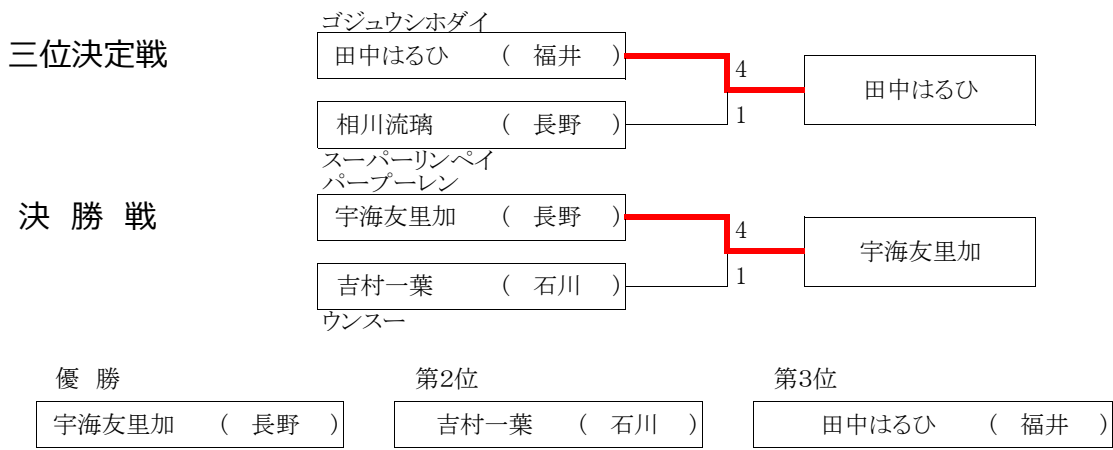 ゴジュウシホダイ
三位決定戦
田中はるひ ( 福井 )
4
田中はるひ
1
相川流璃 ( 長野 )
スーパーリンペイ
パープーレン
決 勝 戦
宇海友里加 ( 長野 )
4
宇海友里加
1
吉村一葉 ( 石川 )
ウンスー
優 勝 第2位 第3位
宇海友里加 ( 長野 ) 吉村一葉 ( 石川 ) 田中はるひ ( 福井 )